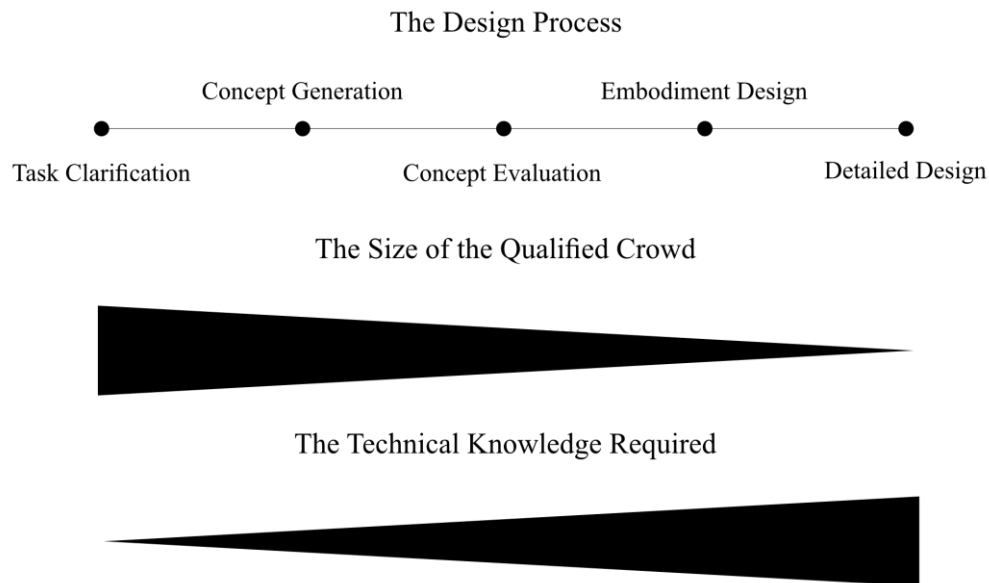 The Design Process
Concept Generation
Embodiment Design
Task Clarification
Concept Evaluation
Detailed Design
The Size of the Qualified Crowd
The Technical Knowledge Required